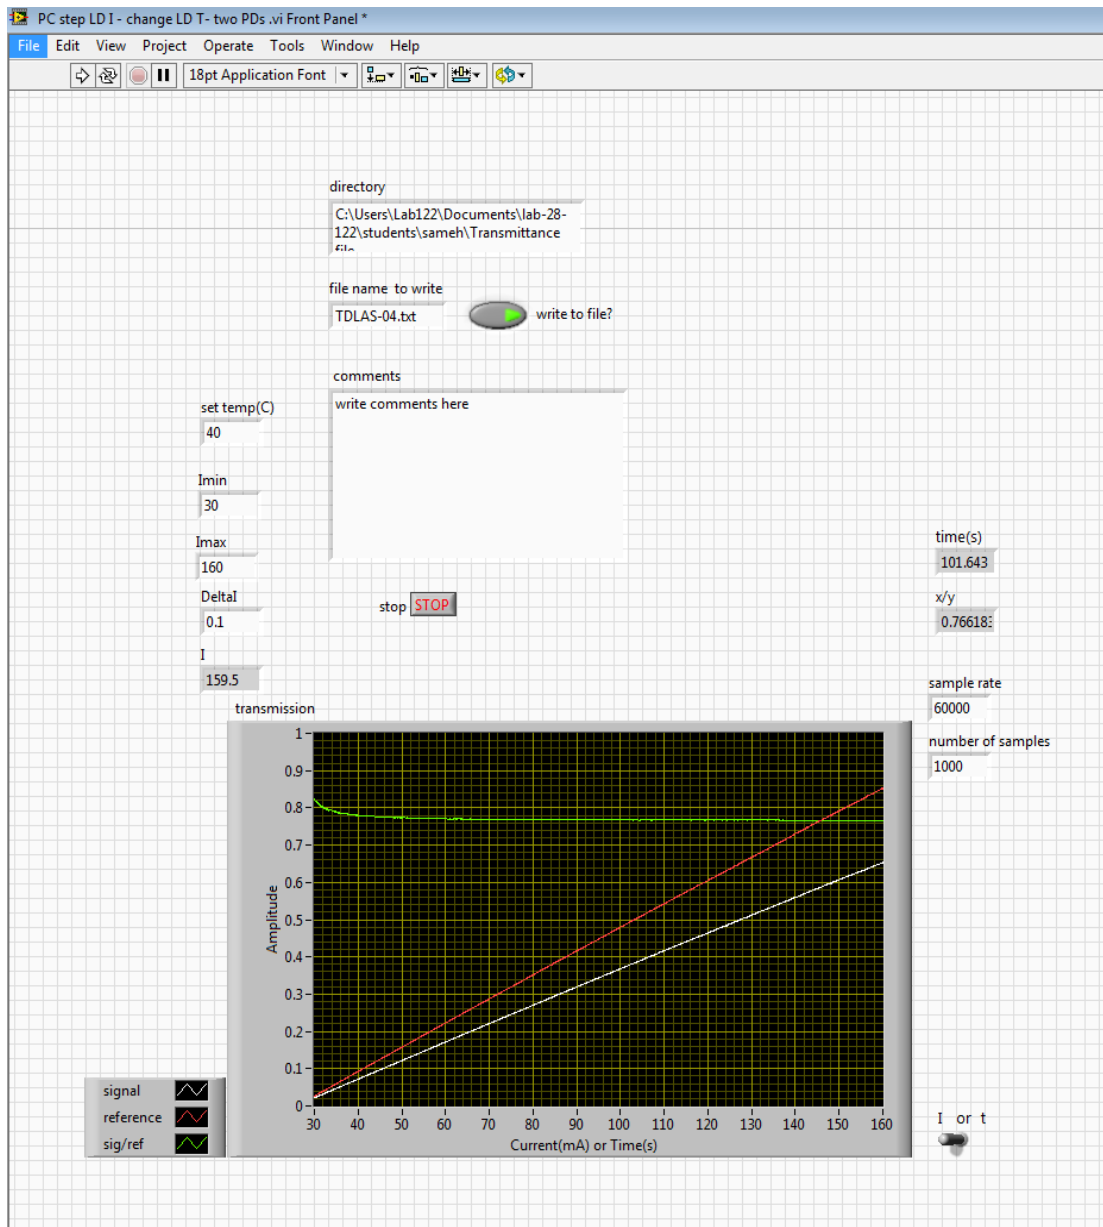 PC step LD I - change LD T- two PDs .vi Front Panel *
File Edit View Project Operate Tools Window Help
18pt Application Font
directory
C:\Users\Lab122\Documents\lab-28-
122\students\sameh\Transmittance
file
file name  to write
TDLAS-04.txt
write to file?
comments
write comments here
set temp(C)
40
Imin
30
Imax
160
DeltaI
0.1
I
159.5
stop STOP
time(s)
101.643
x/y
0.766183
sample rate
60000
number of samples
1000
transmission
1
0.9
0.8
0.7
0.6
0.5
0.4
0.3
0.2
0.1
0
Amplitude
30 40 50 60 70 80 90 100 110 120 130 140 150 160
Current(mA) or Time(s)
signal
reference
sig/ref
I or t